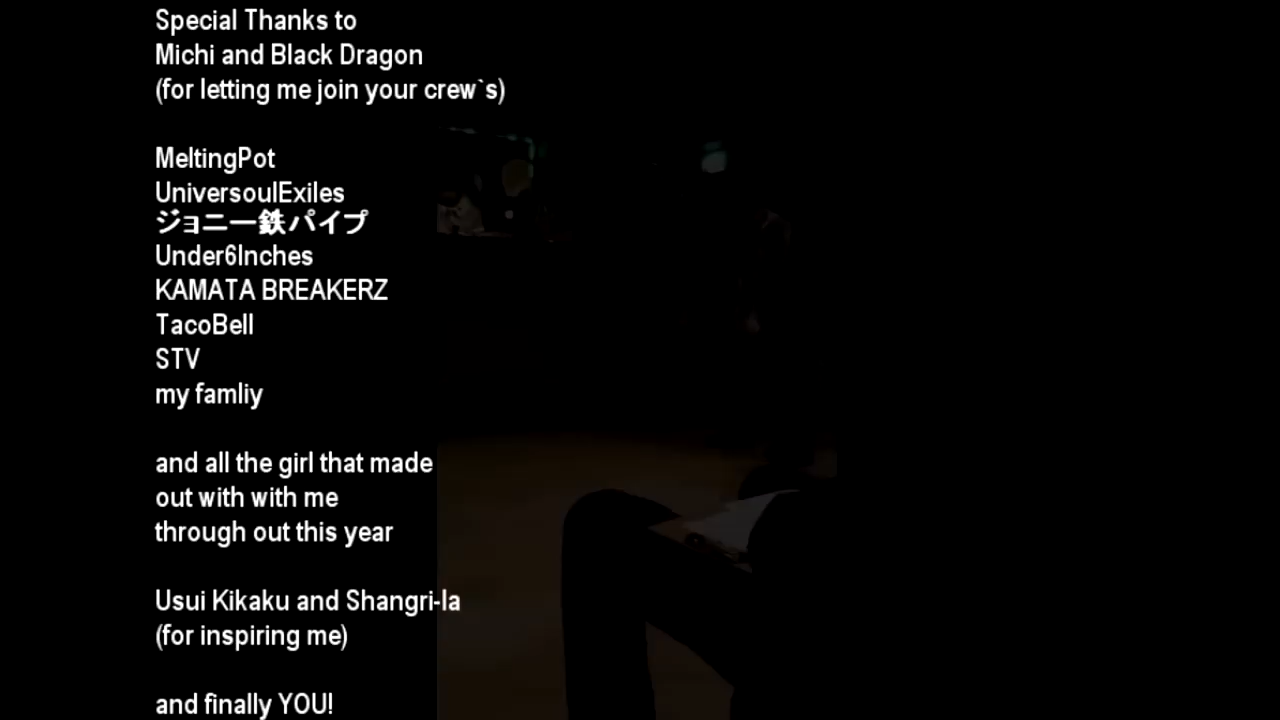 Special Thanks to
Michi and Black Dragon
(for letting me join your crew`s)
MeltingPot
UniversoulExiles
ジョニー鉄パイプ
Under6Inches
KAMATA BREAKERZ
TacoBell
STV
my famliy
and all the girl that made
out with with me
through out this year
Usui Kikaku and Shangri-la
(for inspiring me)
and finally YOU!